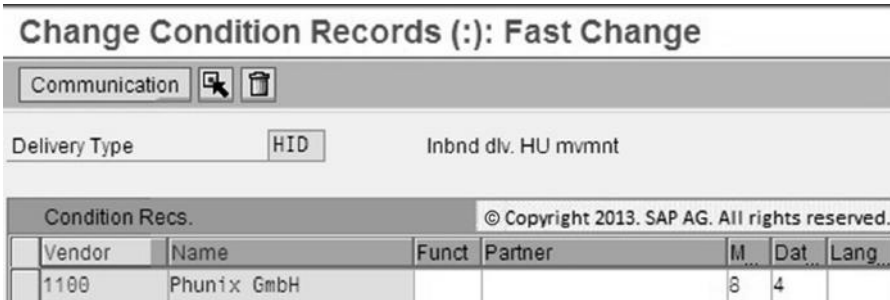 Change Condition Records (:): Fast Change
Communication
Delivery Type HID Inbnd dlv. HU mvmnt
Condition Recs. © Copyright 2013. SAP AG. All rights reserved.
Vendor Name Funct Partner M... Dat... Lang...
1100 Phunix GmbH 8 4